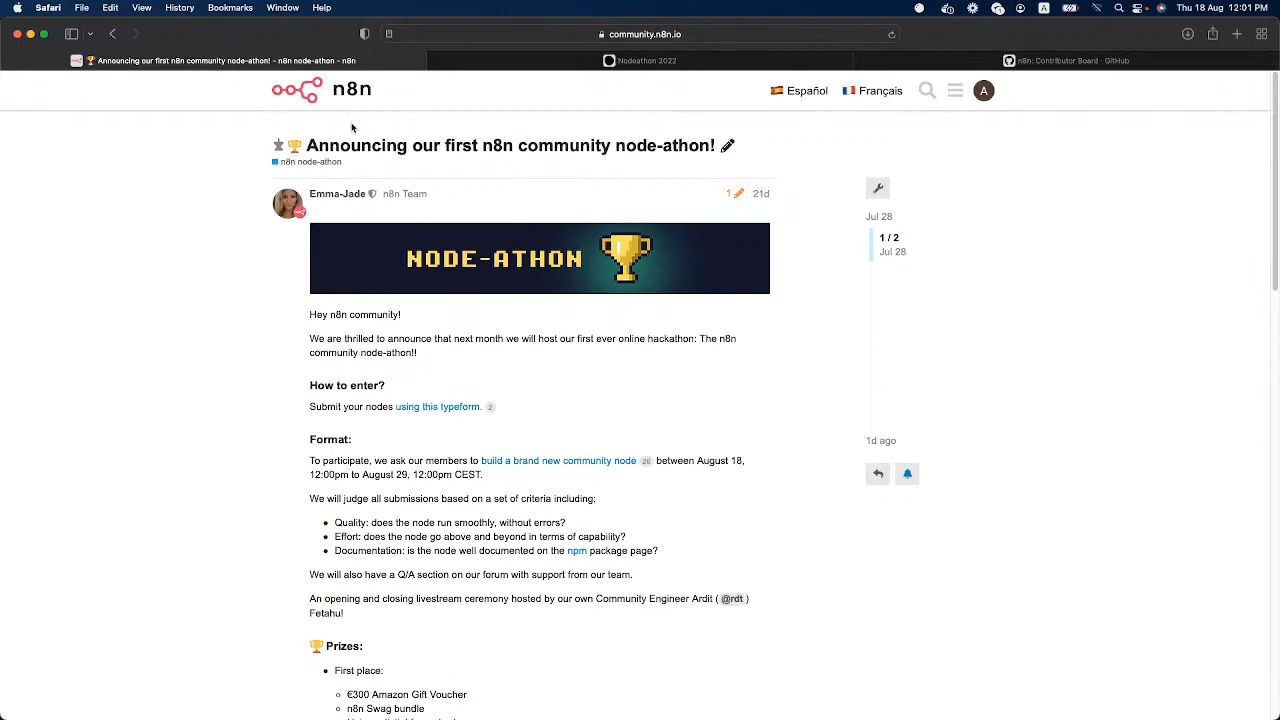 Safari File Edit View History Bookmarks Window Help
A
Thu 18 Aug 12:01 PM
community.n8n.io
🏆 Announcing our first n8n community node-athon! - n8n node-athon - n8n
Nodeathon 2022
n8n: Contributor Board · GitHub
n8n
🇪🇸 Español 🇫🇷 Français
A
🏆 Announcing our first n8n community node-athon!
n8n node-athon
Emma-Jade n8n Team
1 21d
NODE-ATHON
Hey n8n community!
We are thrilled to announce that next month we will host our first ever online hackathon: The n8n
community node-athon!!
How to enter?
Submit your nodes using this typeform. 2
Format:
To participate, we ask our members to build a brand new community node 26 between August 18,
12:00pm to August 29, 12:00pm CEST.
We will judge all submissions based on a set of criteria including;
• Quality: does the node run smoothly, without errors?
• Effort: does the node go above and beyond in terms of capability?
• Documentation: is the node well documented on the npm package page?
We will also have a Q/A section on our forum with support from our team.
An opening and closing livestream ceremony hosted by our own Community Engineer Ardit ( @rdt )
Fetahu!
🏆 Prizes:
• First place:
○ €300 Amazon Gift Voucher
○ n8n Swag bundle
Jul 28
1 / 2
Jul 28
1d ago